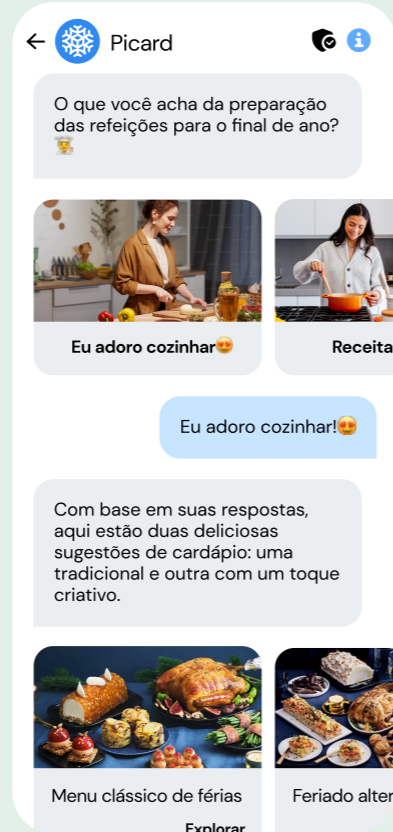 Picard
O que você acha da preparação
das refeições para o final de ano?
👨‍🍳
Eu adoro cozinhar😍
Receita
Eu adoro cozinhar!😍
Com base em suas respostas,
aqui estão duas deliciosas
sugestões de cardápio: uma
tradicional e outra com um toque
criativo.
Menu clássico de férias
Feriado alter
Explorar